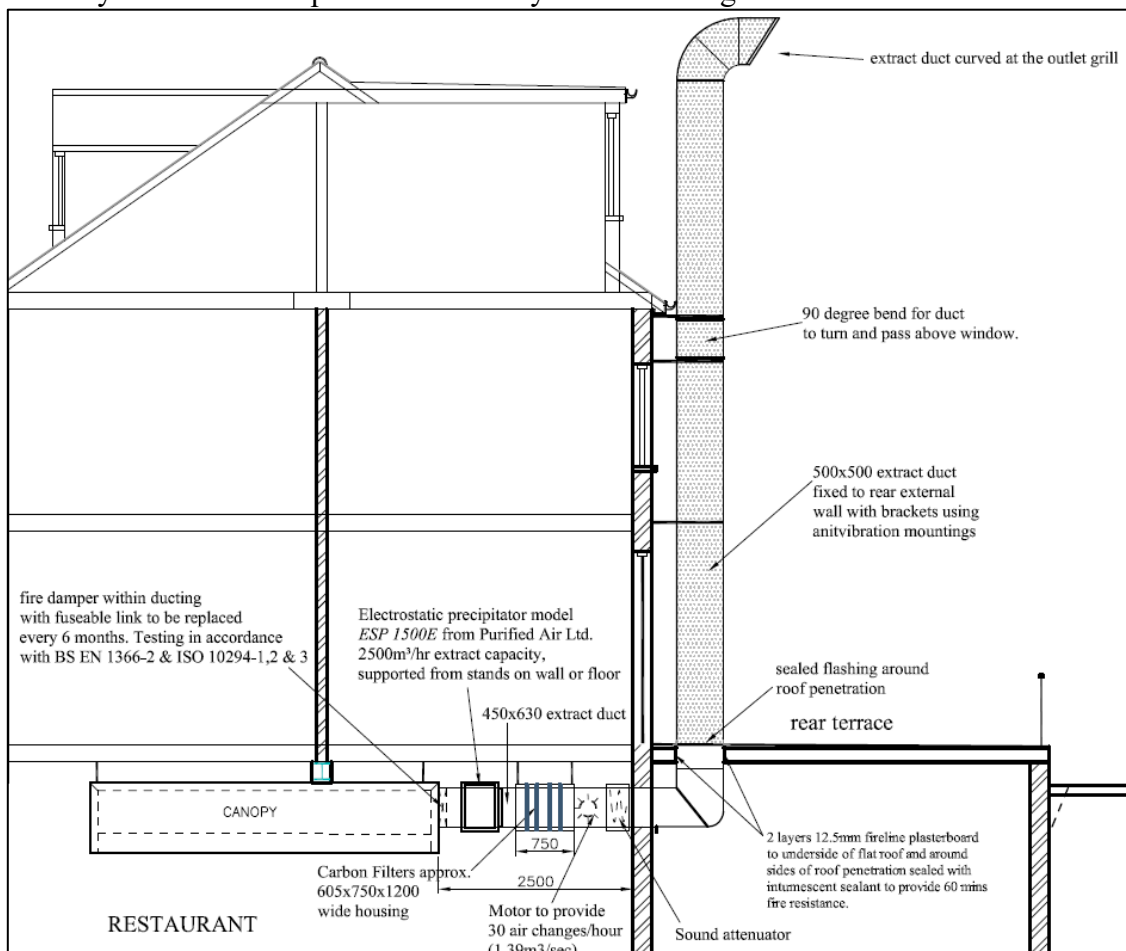 extract duct curved at the outlet grill
90 degree bend for duct
to turn and pass above window.
500x500 extract duct
fixed to rear external
wall with brackets using
anitvibration mountings
fire damper within ducting
with fuseable link to be replaced
every 6 months. Testing in accordance
with BS EN 1366-2 & ISO 10294-1,2 & 3
Electrostatic precipitator model
ESP 1500E from Purified Air Ltd.
2500m³/hr extract capacity,
supported from stands on wall or floor
450x630 extract duct
sealed flashing around
roof penetration
rear terrace
CANOPY
750
2500
Carbon Filters approx.
605x750x1200
wide housing
RESTAURANT
Motor to provide
30 air changes/hour
(1.39m3/sec)
Sound attenuator
2 layers 12.5mm fireline plasterboard
to underside of flat roof and around
sides of roof penetration sealed with
intumescent sealant to provide 60 mins
fire resistance.